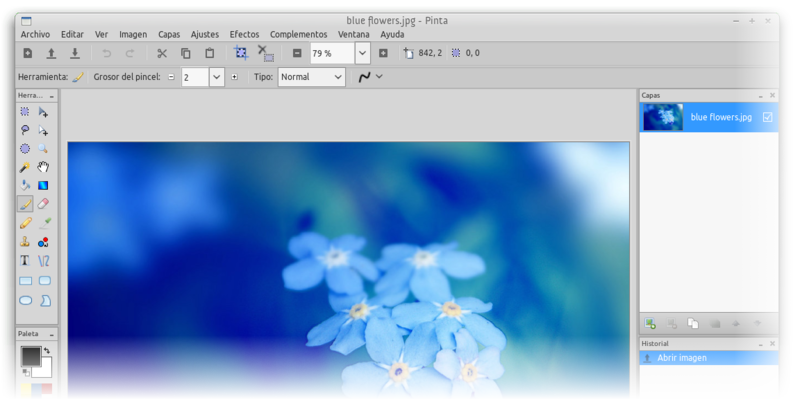 blue flowers.jpg - Pinta
Archivo Editar Ver Imagen Capas Ajustes Efectos Complementos Ventana Ayuda
79 % 842, 2 0, 0
Herramienta: Grosor del pincel: 2 Tipo: Normal
Herra... Capas
blue flowers.jpg
Paleta
Historial
Abrir imagen